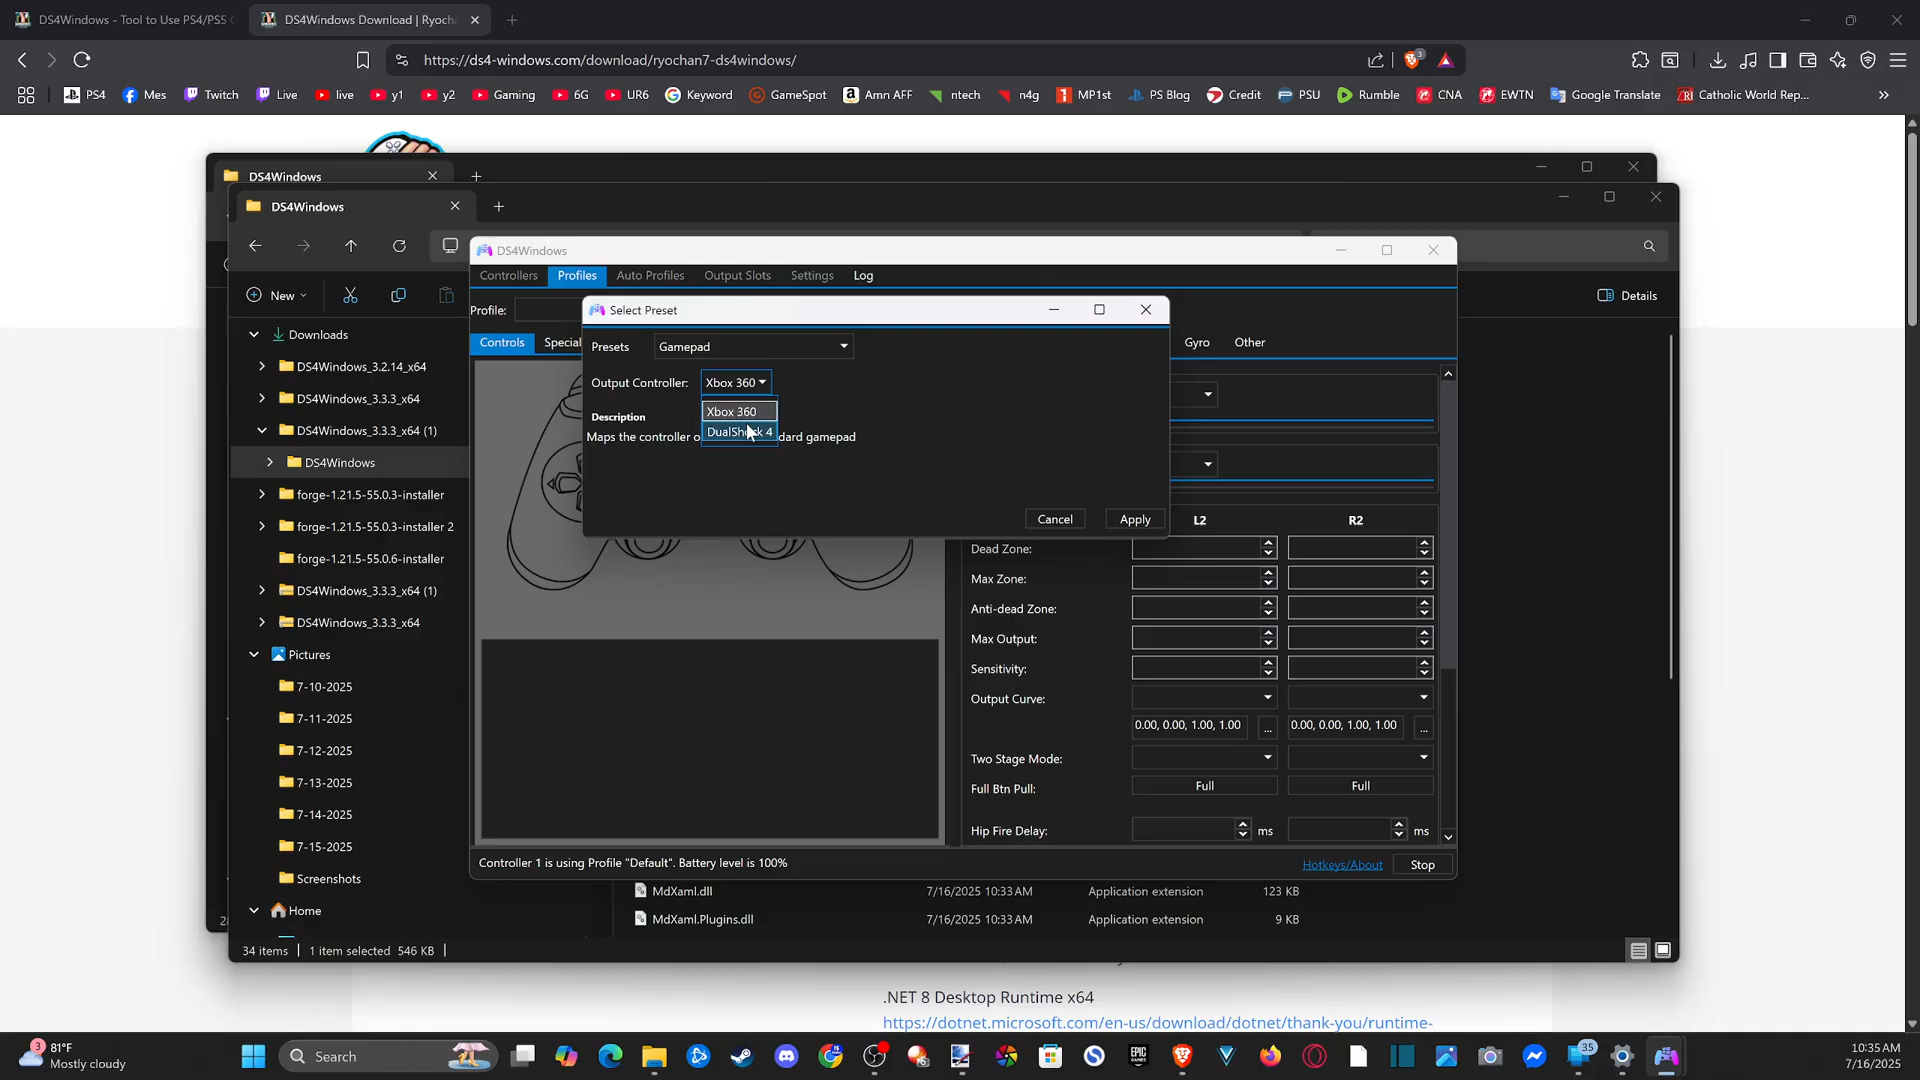 DS4Windows - Tool to Use PS4/PS5
DS4Windows Download | Ryocha
https://ds4-windows.com/download/ryochan7-ds4windows/
3
PS4
Mes
Twitch
Live
live
y1
y2
Gaming
6G
UR6
Keyword
GameSpot
Amn AFF
ntech
n4g
MP1st
PS Blog
Credit
PSU
Rumble
CNA
EWTN
Google Translate
Catholic World Rep...
DS4Windows
DS4Windows
New
Details
Downloads
DS4Windows_3.2.14_x64
DS4Windows_3.3.3_x64
DS4Windows_3.3.3_x64 (1)
DS4Windows
forge-1.21.5-55.0.3-installer
forge-1.21.5-55.0.3-installer 2
forge-1.21.5-55.0.6-installer
DS4Windows_3.3.3_x64 (1)
DS4Windows_3.3.3_x64
Pictures
7-10-2025
7-11-2025
7-12-2025
7-13-2025
7-14-2025
7-15-2025
Screenshots
Home
34 items
1 item selected 546 KB
DS4Windows
Controllers
Profiles
Auto Profiles
Output Slots
Settings
Log
Profile:
Controls
Special
Gyro
Other
Select Preset
Presets
Gamepad
Output Controller:
Xbox 360
Xbox 360
DualShock 4
Description
Maps the controller o dard gamepad
Cancel
Apply
L2
R2
Dead Zone:
Max Zone:
Anti-dead Zone:
Max Output:
Sensitivity:
Output Curve:
0.00, 0.00, 1.00, 1.00 ...
0.00, 0.00, 1.00, 1.00 ...
Two Stage Mode:
Full Btn Pull:
Full
Full
Hip Fire Delay:
ms
ms
Controller 1 is using Profile "Default". Battery level is 100%
Hotkeys/About
Stop
MdXaml.dll
7/16/2025 10:33 AM
Application extension
123 KB
MdXaml.Plugins.dll
7/16/2025 10:33 AM
Application extension
9 KB
.NET 8 Desktop Runtime x64
https://dotnet.microsoft.com/en-us/download/dotnet/thank-you/runtime-
3
81°F
Mostly cloudy
Search
EPIC
GAMES
35
10:35 AM
7/16/2025